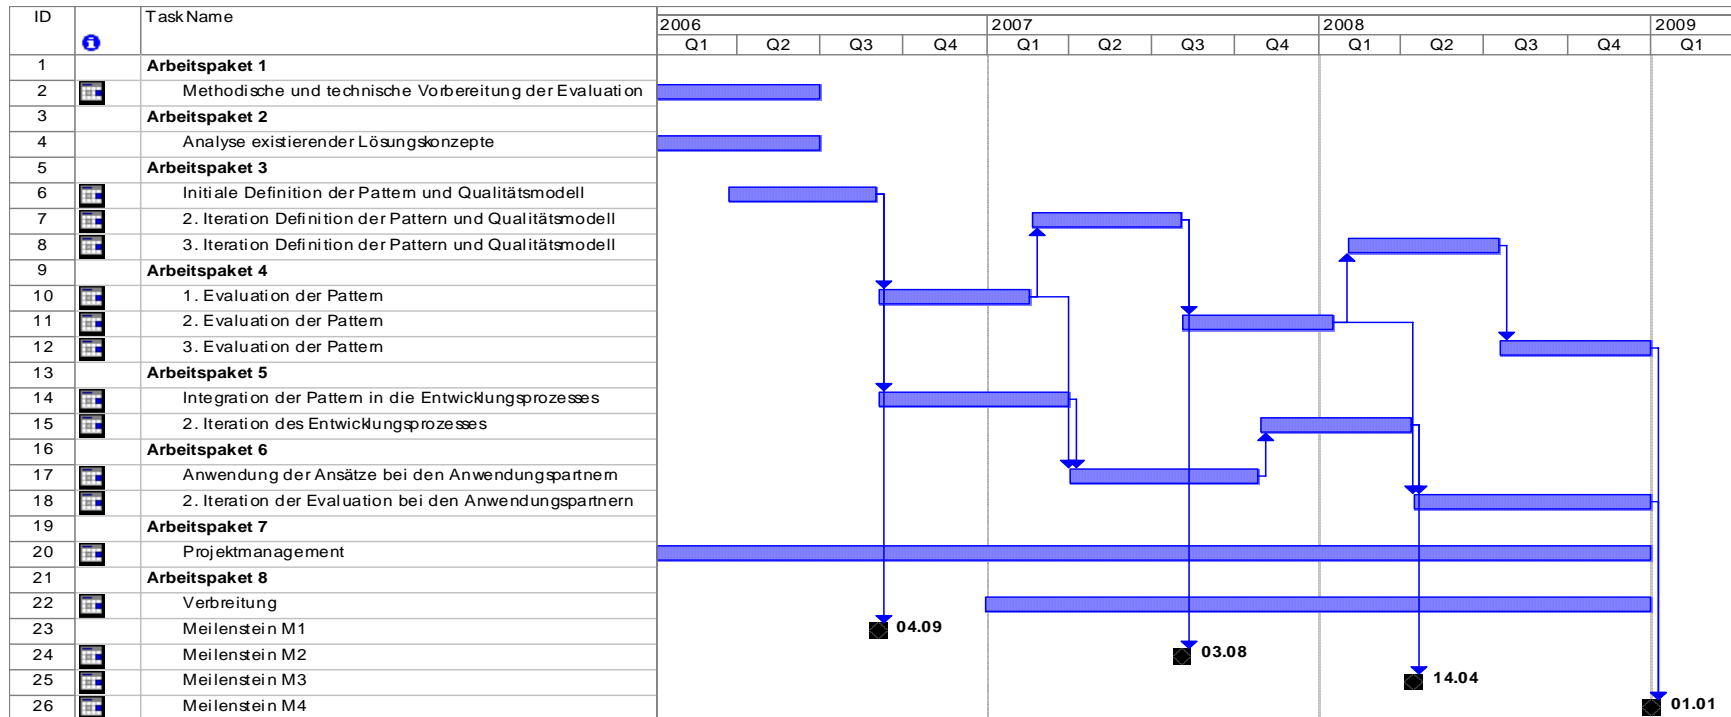 ID TaskName 2006 2007 2008 2009
Q1 Q2 Q3 Q4 Q1 Q2 Q3 Q4 Q1 Q2 Q3 Q4 Q1
1 Arbeitspaket 1
2 Methodische und technische Vorbereitung der Evaluation
3 Arbeitspaket 2
4 Analyse existierender Lösungskonzepte
5 Arbeitspaket 3
6 Initiale Definition der Pattern und Qualitätsmodell
7 2. Iteration Definition der Pattern und Qualitätsmodell
8 3. Iteration Definition der Pattern und Qualitätsmodell
9 Arbeitspaket 4
10 1. Evaluation der Pattern
11 2. Evaluation der Pattern
12 3. Evaluation der Pattern
13 Arbeitspaket 5
14 Integration der Pattern in die Entwicklungsprozesses
15 2. Iteration des Entwicklungsprozesses
16 Arbeitspaket 6
17 Anwendung der Ansätze bei den Anwendungspartnern
18 2. Iteration der Evaluation bei den Anwendungspartnern
19 Arbeitspaket 7
20 Projektmanagement
21 Arbeitspaket 8
22 Verbreitung
23 Meilenstein M1 04.09
24 Meilenstein M2 03.08
25 Meilenstein M3 14.04
26 Meilenstein M4 01.01